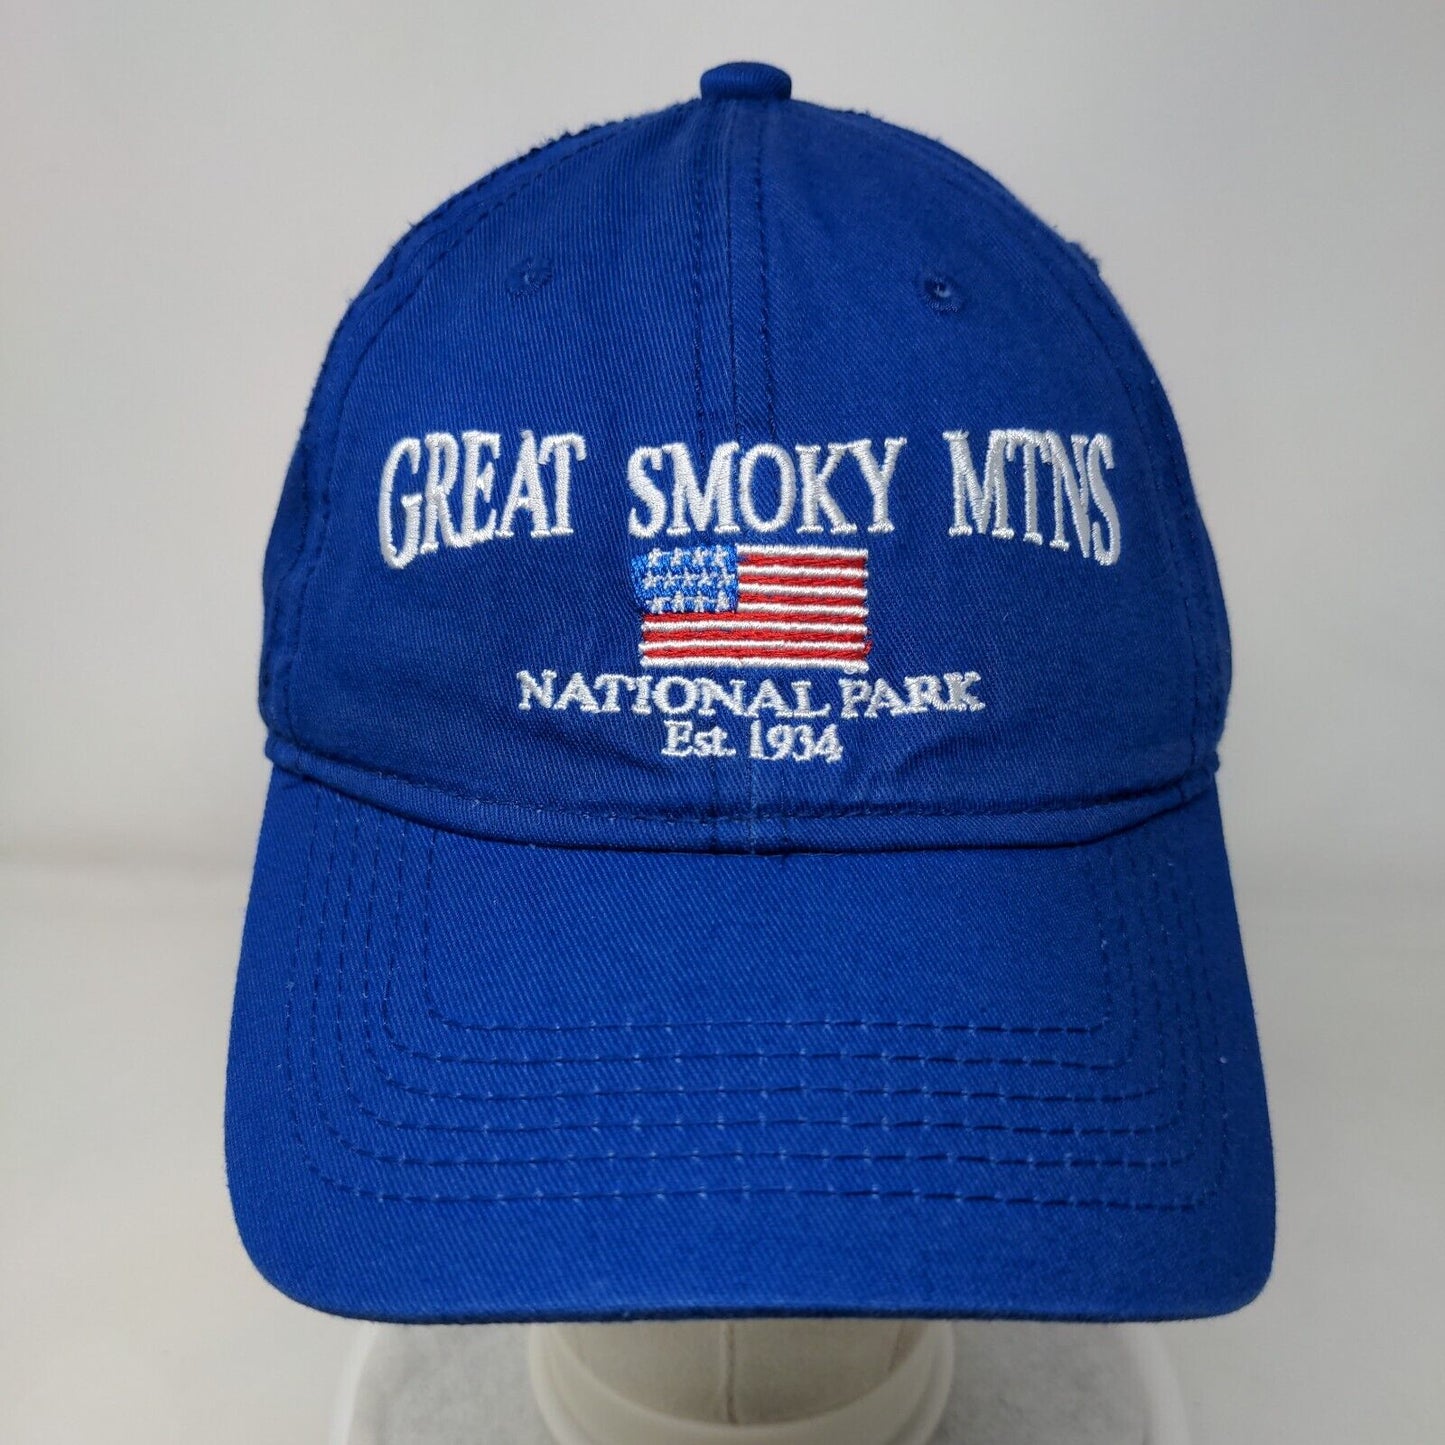 GREAT SMOKY MTNS
NATIONAL PARK
Est. 1934